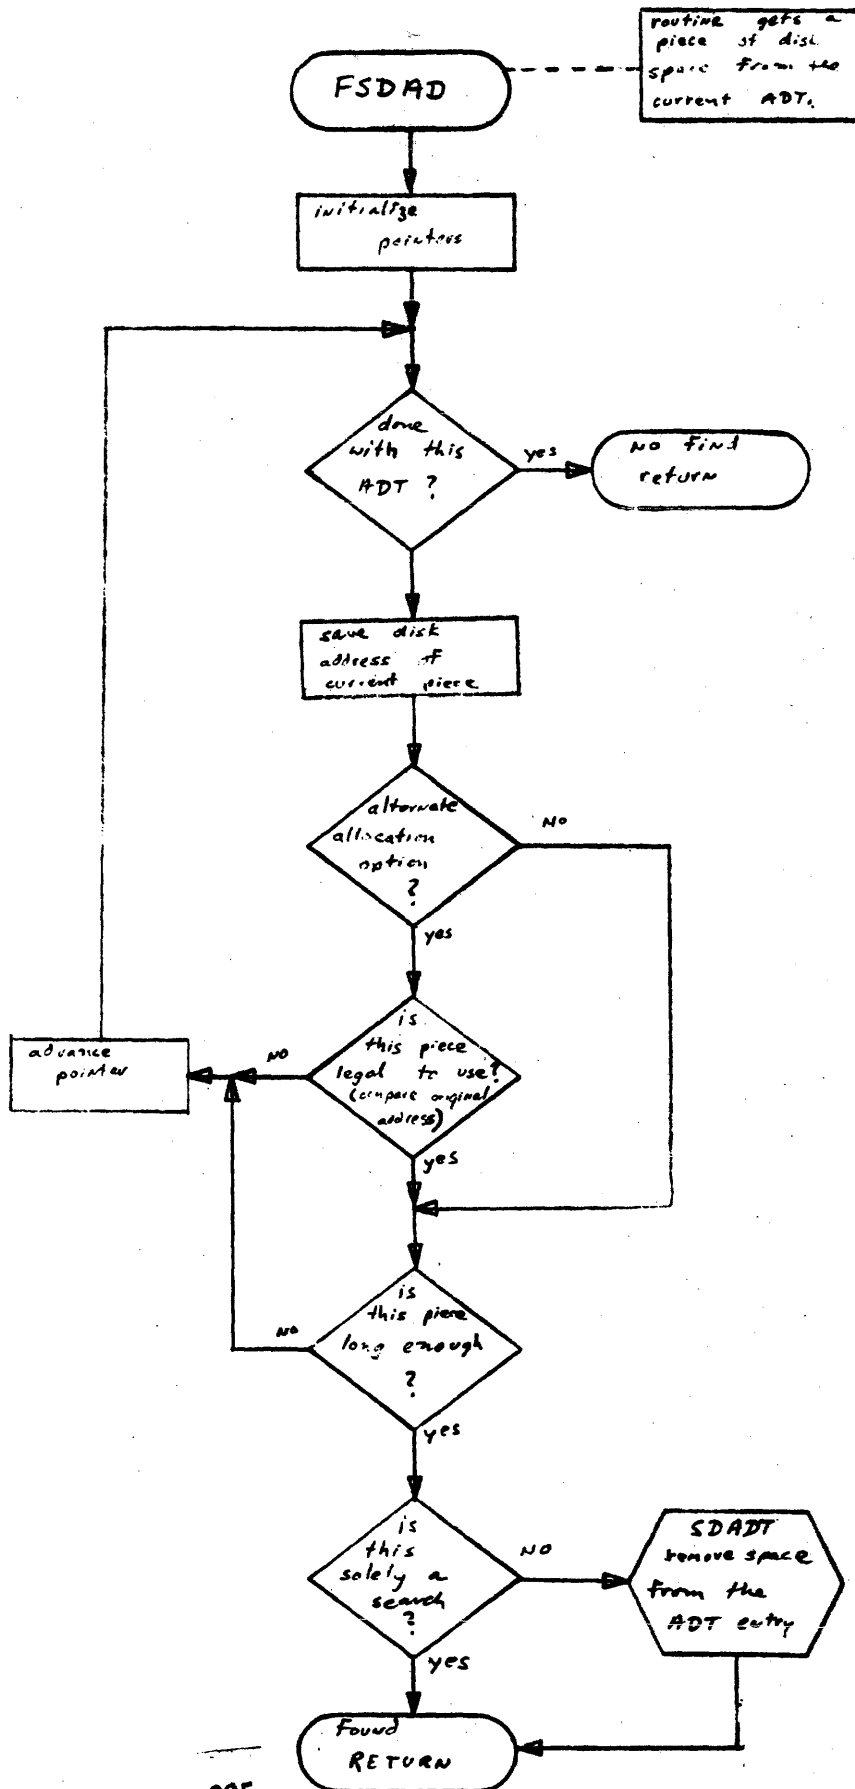 routine gets a
piece of disk
space from the
current ADT.
FSDAD
initialize
pointers
done
with this
ADT ?
yes
NO Find
return
save disk
address of
current piece
alternate
allocation
option
?
NO
yes
is
this piece
legal to use?
(compare original
address)
NO
advance
pointer
yes
is
this piece
long enough
?
NO
yes
is
this
solely a
search
?
NO
SDADT
remove space
from the
ADT entry
yes
Found
RETURN